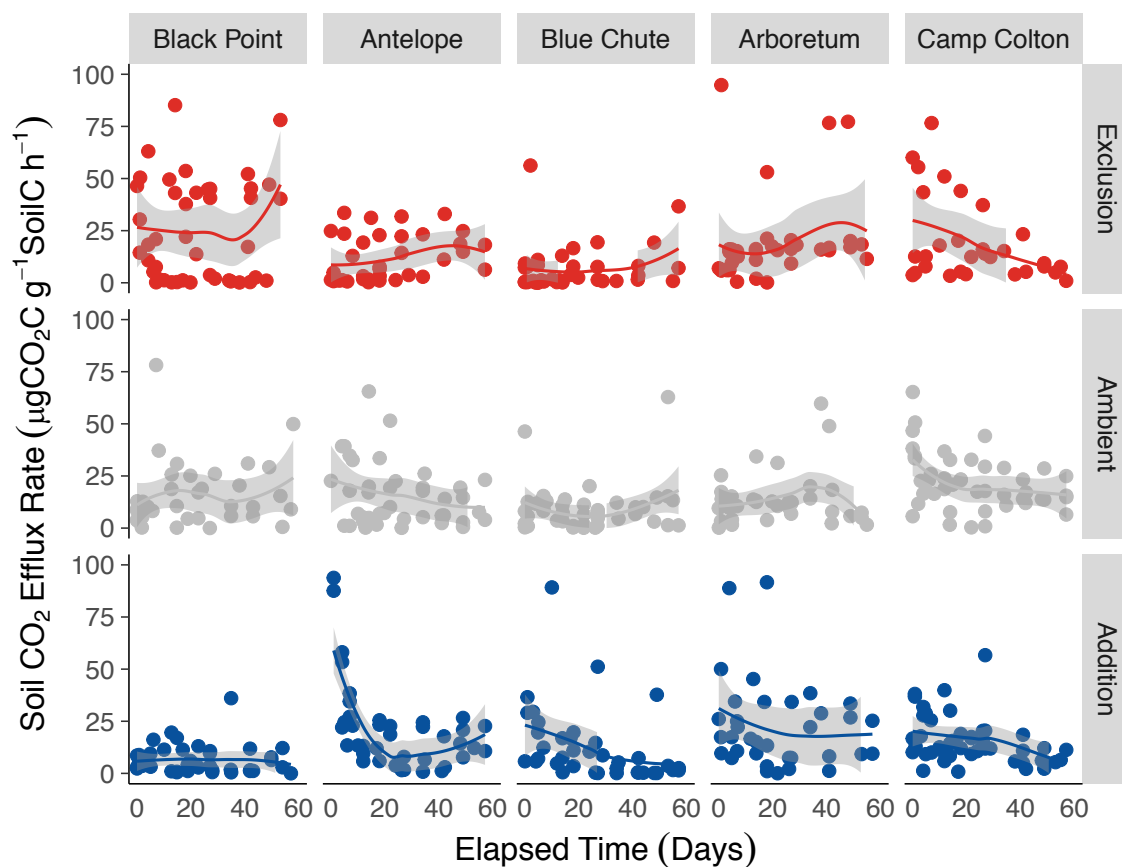 Black Point Antelope Blue Chute Arboretum Camp Colton
100
75
50
25
0
Exclusion
100
75
50
25
0
Ambient
100
75
50
25
0
Addition
0 20 40 60 0 20 40 60 0 20 40 60 0 20 40 60 0 20 40 60
Elapsed Time (Days)
Soil CO₂ Efflux Rate (μgCO₂C g⁻¹SoilC h⁻¹)